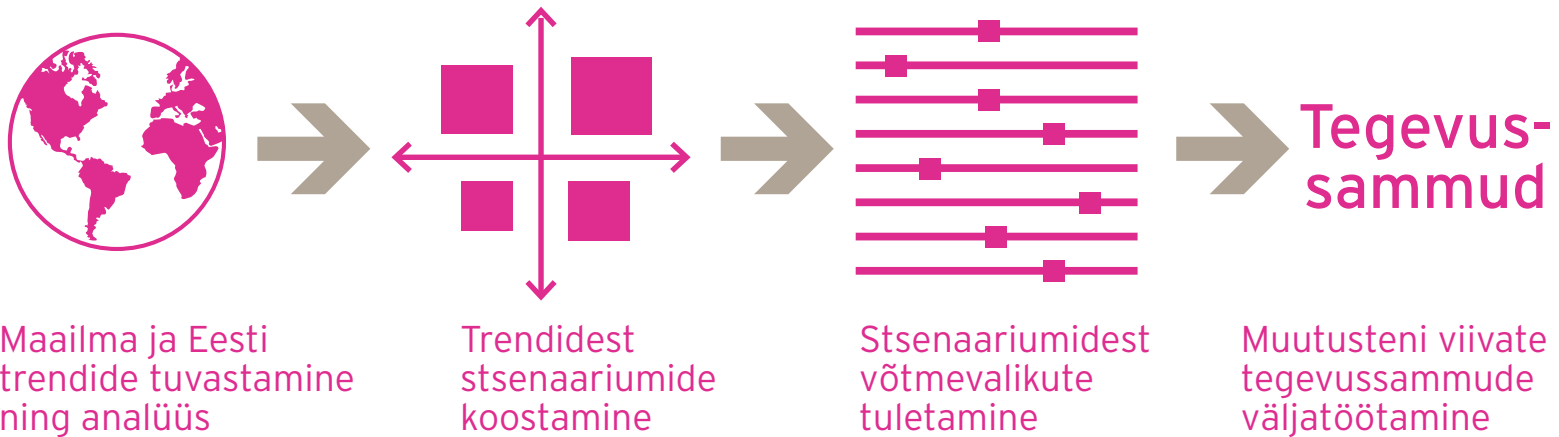 Tegevus-
sammud
Maailma ja Eesti
trendide tuvastamine
ning analüüs
Trendidest
stsenaariumide
koostamine
Stsenaariumidest
võtmevalikute
tuletamine
Muutusteni viivate
tegevussammude
väljatöötamine